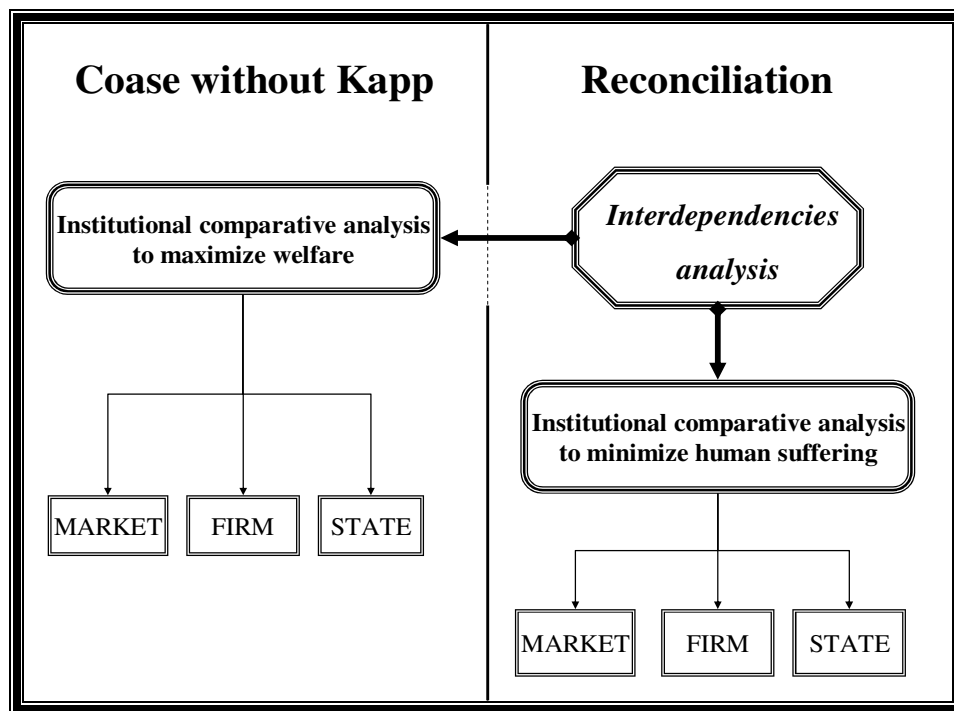 Coase without Kapp
Institutional comparative analysis
to maximize welfare
MARKET
FIRM
STATE
Reconciliation
Interdependencies
analysis
Institutional comparative analysis
to minimize human suffering
MARKET
FIRM
STATE